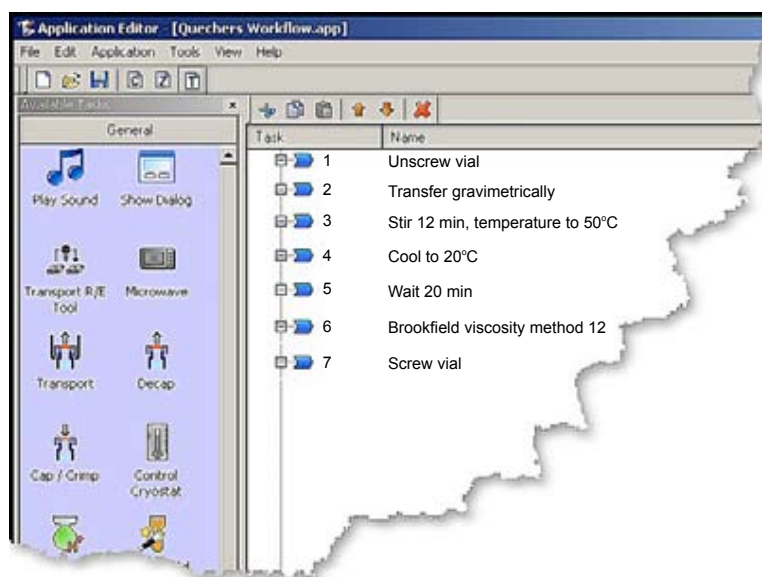 Application Editor - [Quechers Workflow.app]
File Edit Application Tools View Help
C Z T
Available Tasks
General
Play Sound Show Dialog
Transport R/E Tool Microwave
Transport Decap
Cap / Crimp Control Cryostat
Task Name
1 Unscrew vial
2 Transfer gravimetrically
3 Stir 12 min, temperature to 50°C
4 Cool to 20°C
5 Wait 20 min
6 Brookfield viscosity method 12
7 Screw vial